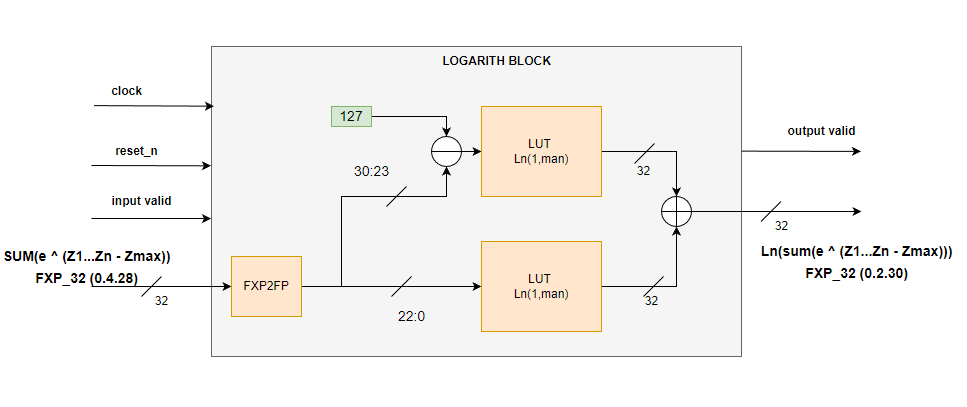 LOGARITH BLOCK
clock
127
output valid
LUT
Ln(1,man)
reset_n
30:23
32
input valid
32
SUM(e ^ (Z1...Zn - Zmax))
FXP_32 (0.4.28)
32
FXP2FP
22:0
LUT
Ln(1,man)
32
Ln(sum(e ^ (Z1...Zn - Zmax)))
FXP_32 (0.2.30)